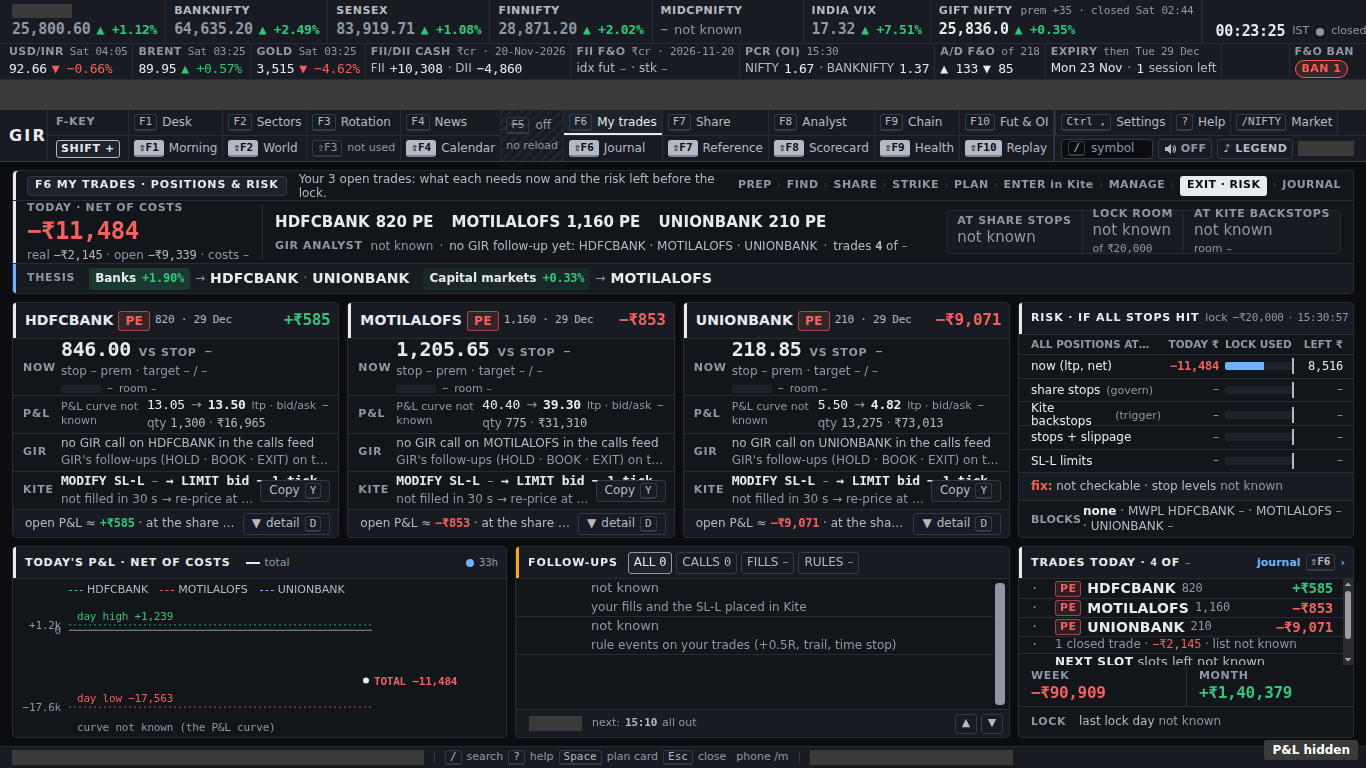 BANKNIFTY SENSEX FINNIFTY MIDCPNIFTY INDIA VIX GIFT NIFTY prem +35 · closed Sat 02:44
25,800.60 ▲ +1.12% 64,635.20 ▲ +2.49% 83,919.71 ▲ +1.08% 28,871.20 ▲ +2.02% – not known 17.32 ▲ +7.51% 25,836.0 ▲ +0.35% 00:23:25 IST ● closed
USD/INR Sat 04:05 BRENT Sat 03:25 GOLD Sat 03:25 FII/DII CASH ₹cr · 20-Nov-2026 FII F&O ₹cr · 2026-11-20 PCR (OI) 15:30 A/D F&O of 218 EXPIRY then Tue 29 Dec F&O BAN
92.66 ▼ −0.66% 89.95 ▲ +0.57% 3,515 ▼ −4.62% FII +10,308 · DII −4,860 idx fut – · stk – NIFTY 1.67 · BANKNIFTY 1.37 ▲ 133 ▼ 85 Mon 23 Nov · 1 session left BAN 1
GIR F-KEY F1 Desk F2 Sectors F3 Rotation F4 News F5 off F6 My trades F7 Share F8 Analyst F9 Chain F10 Fut & OI Ctrl , Settings ? Help /NIFTY Market
SHIFT + ⇧F1 Morning ⇧F2 World ⇧F3 not used ⇧F4 Calendar no reload ⇧F6 Journal ⇧F7 Reference ⇧F8 Scorecard ⇧F9 Health ⇧F10 Replay / symbol OFF ♪ LEGEND
F6 MY TRADES · POSITIONS & RISK Your 3 open trades: what each needs now and the risk left before the lock. PREP › FIND › SHARE › STRIKE › PLAN › ENTER in Kite › MANAGE › EXIT · RISK › JOURNAL
TODAY · NET OF COSTS
−₹11,484
real −₹2,145 · open −₹9,339 · costs –
HDFCBANK 820 PE MOTILALOFS 1,160 PE UNIONBANK 210 PE
GIR ANALYST not known · no GIR follow-up yet: HDFCBANK · MOTILALOFS · UNIONBANK · trades 4 of –
AT SHARE STOPS
not known
LOCK ROOM
not known
of ₹20,000
AT KITE BACKSTOPS
not known
room –
THESIS Banks +1.90% → HDFCBANK · UNIONBANK Capital markets +0.33% → MOTILALOFS
HDFCBANK PE 820 · 29 Dec +₹585
NOW 846.00 VS STOP –
stop – prem · target – / –
– room –
P&L P&L curve not known 13.05 → 13.50 ltp · bid/ask –
qty 1,300 · ₹16,965
GIR no GIR call on HDFCBANK in the calls feed
GIR's follow-ups (HOLD · BOOK · EXIT) on t…
KITE MODIFY SL-L – → LIMIT bid − 1 tick
not filled in 30 s → re-price at … Copy Y
open P&L ≈ +₹585 · at the share … ▼ detail D
MOTILALOFS PE 1,160 · 29 Dec −₹853
NOW 1,205.65 VS STOP –
stop – prem · target – / –
– room –
P&L P&L curve not known 40.40 → 39.30 ltp · bid/ask –
qty 775 · ₹31,310
GIR no GIR call on MOTILALOFS in the calls feed
GIR's follow-ups (HOLD · BOOK · EXIT) on t…
KITE MODIFY SL-L – → LIMIT bid − 1 tick
not filled in 30 s → re-price at … Copy Y
open P&L ≈ −₹853 · at the share … ▼ detail D
UNIONBANK PE 210 · 29 Dec −₹9,071
NOW 218.85 VS STOP –
stop – prem · target – / –
– room –
P&L P&L curve not known 5.50 → 4.82 ltp · bid/ask –
qty 13,275 · ₹73,013
GIR no GIR call on UNIONBANK in the calls feed
GIR's follow-ups (HOLD · BOOK · EXIT) on t…
KITE MODIFY SL-L – → LIMIT bid − 1 tick
not filled in 30 s → re-price at … Copy Y
open P&L ≈ −₹9,071 · at the sha… ▼ detail D
RISK · IF ALL STOPS HIT lock −₹20,000 · 15:30:57
ALL POSITIONS AT… TODAY ₹ LOCK USED LEFT ₹
now (ltp, net) −11,484 8,516
share stops (govern) – –
Kite backstops (trigger) – –
stops + slippage – –
SL-L limits – –
fix: not checkable · stop levels not known
BLOCKS none · MWPL HDFCBANK – · MOTILALOFS – · UNIONBANK –
TODAY'S P&L · NET OF COSTS total 33h
HDFCBANK MOTILALOFS UNIONBANK
day high +1,239
+1.2k
0
TOTAL −11,484
day low −17,563
−17.6k
curve not known (the P&L curve)
FOLLOW-UPS ALL 0 CALLS 0 FILLS – RULES –
not known
your fills and the SL-L placed in Kite
not known
rule events on your trades (+0.5R, trail, time stop)
next: 15:10 all out ▲ ▼
TRADES TODAY · 4 OF – journal ⇧F6 ›
· PE HDFCBANK 820 +₹585
· PE MOTILALOFS 1,160 −₹853
· PE UNIONBANK 210 −₹9,071
· 1 closed trade · −₹2,145 · list not known
NEXT SLOT slots left not known
WEEK MONTH
−₹90,909 +₹1,40,379
LOCK last lock day not known
/ search ? help Space plan card Esc close phone /m
P&L hidden